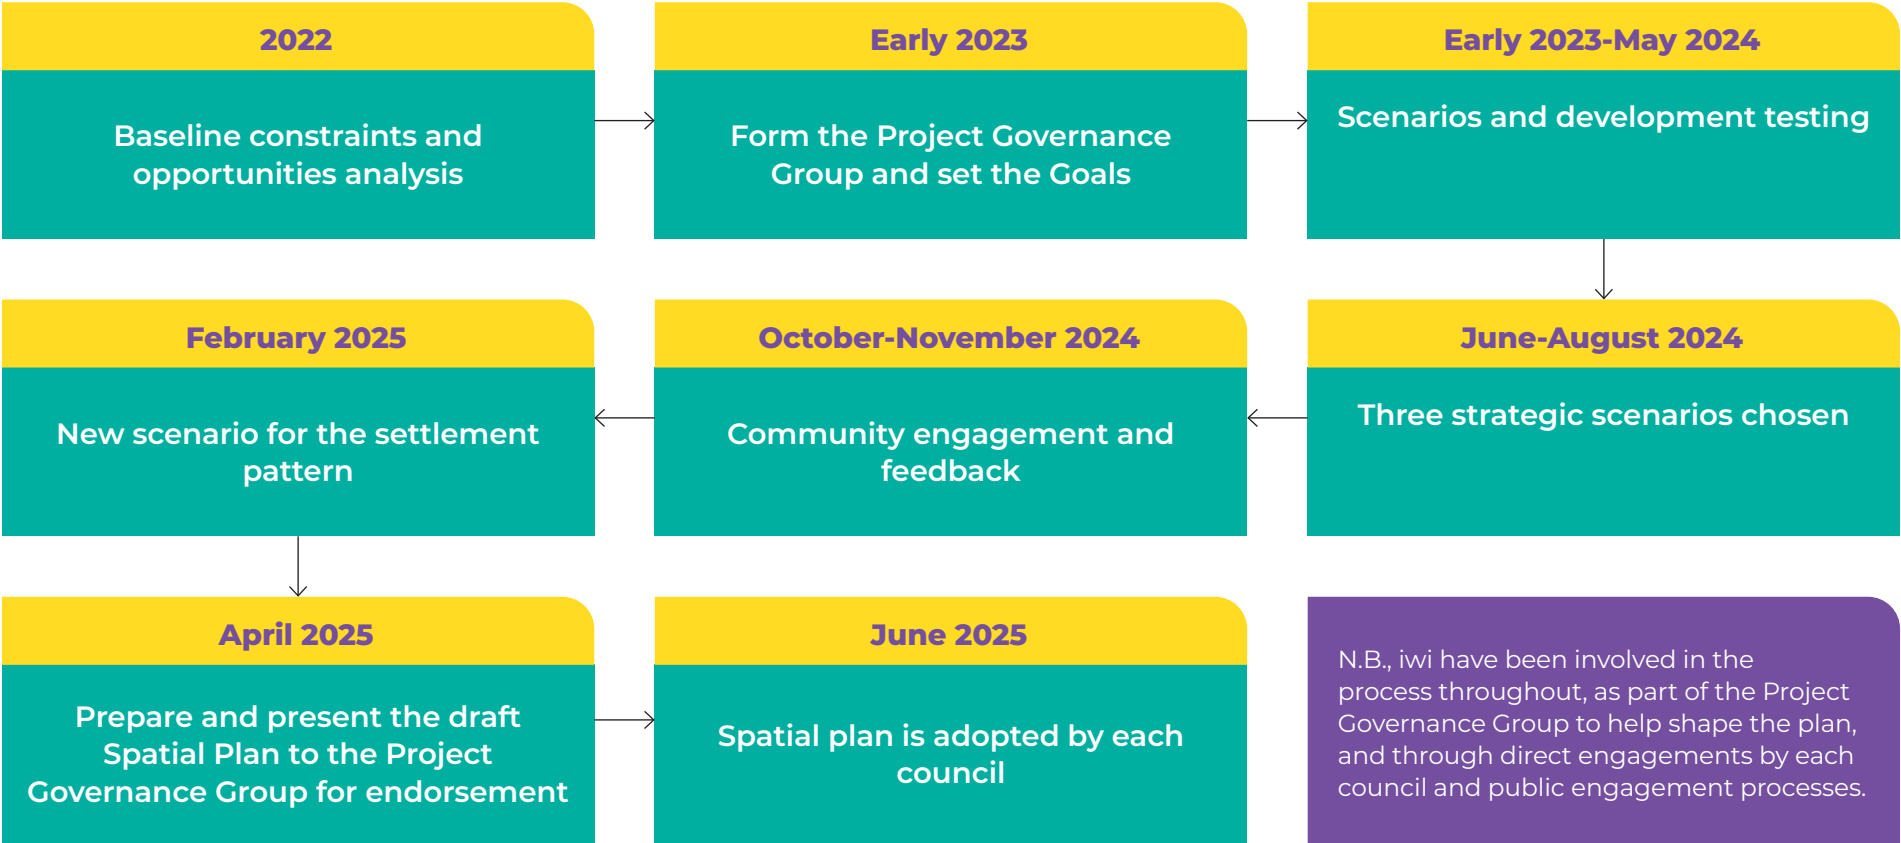 2022
Baseline constraints and
opportunities analysis
Early 2023
Form the Project Governance
Group and set the Goals
Early 2023-May 2024
Scenarios and development testing
June-August 2024
Three strategic scenarios chosen
October-November 2024
Community engagement and
feedback
February 2025
New scenario for the settlement
pattern
April 2025
Prepare and present the draft
Spatial Plan to the Project
Governance Group for endorsement
June 2025
Spatial plan is adopted by each
council
N.B., iwi have been involved in the
process throughout, as part of the Project
Governance Group to help shape the plan,
and through direct engagements by each
council and public engagement processes.